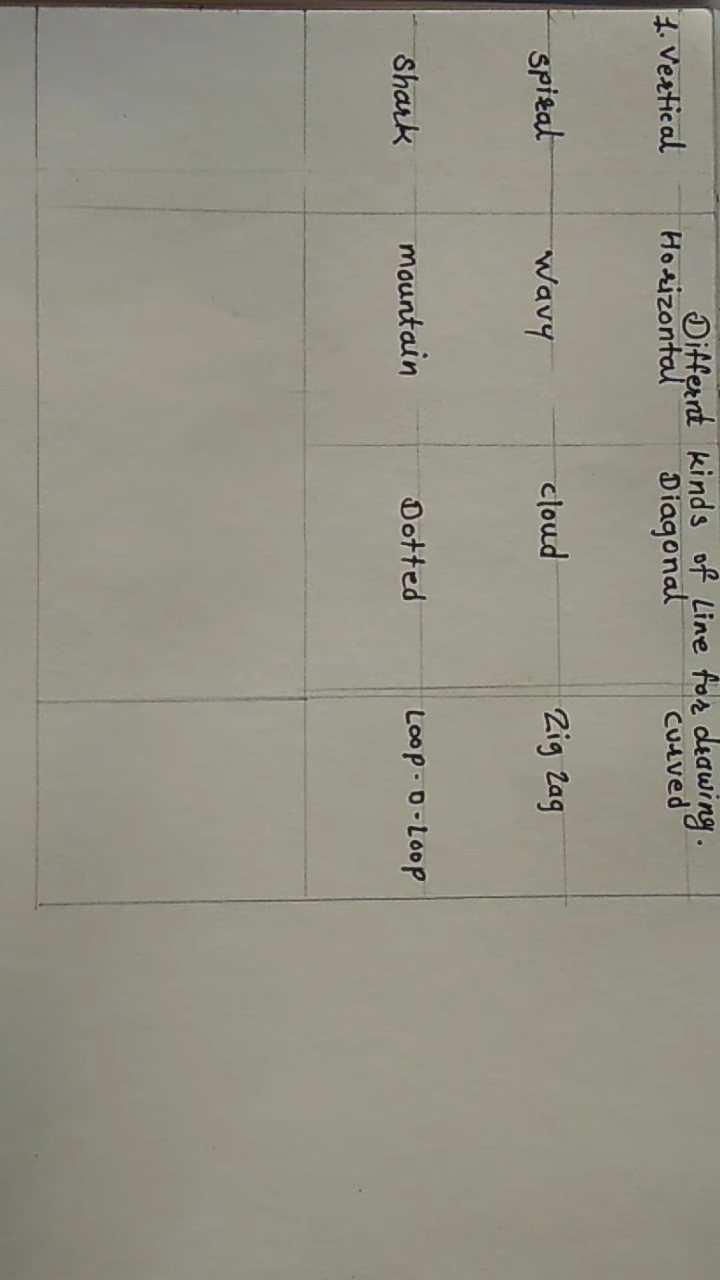 Differnt kinds of Line for drawing.
1. Vertical Horizontal Diagonal curved
spiral wavy cloud Zig Zag
Shark mountain Dotted Loop-O-Loop